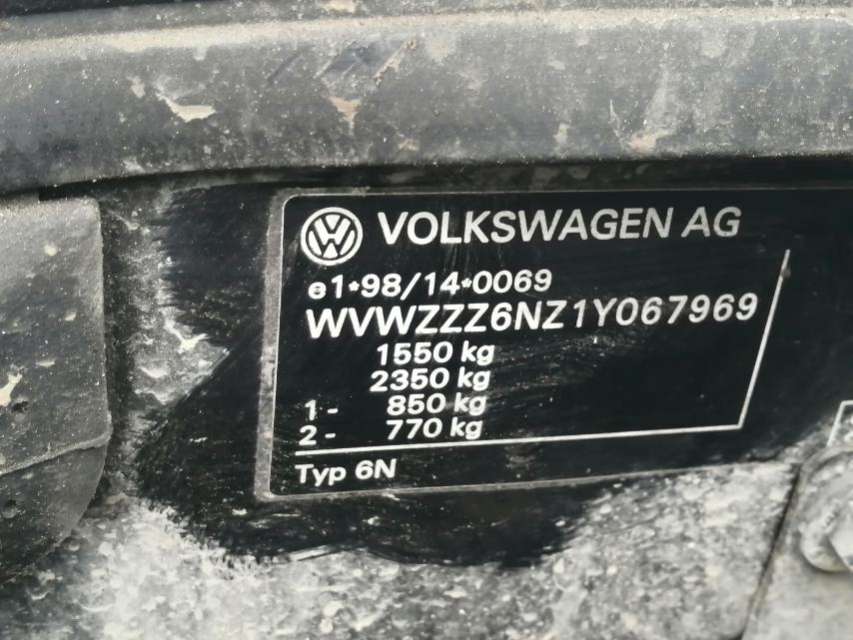 VOLKSWAGEN AG
e1*98/14*0069
WVWZZZ6NZ1Y067969
1550 kg
2350 kg
1- 850 kg
2- 770 kg
Typ 6N